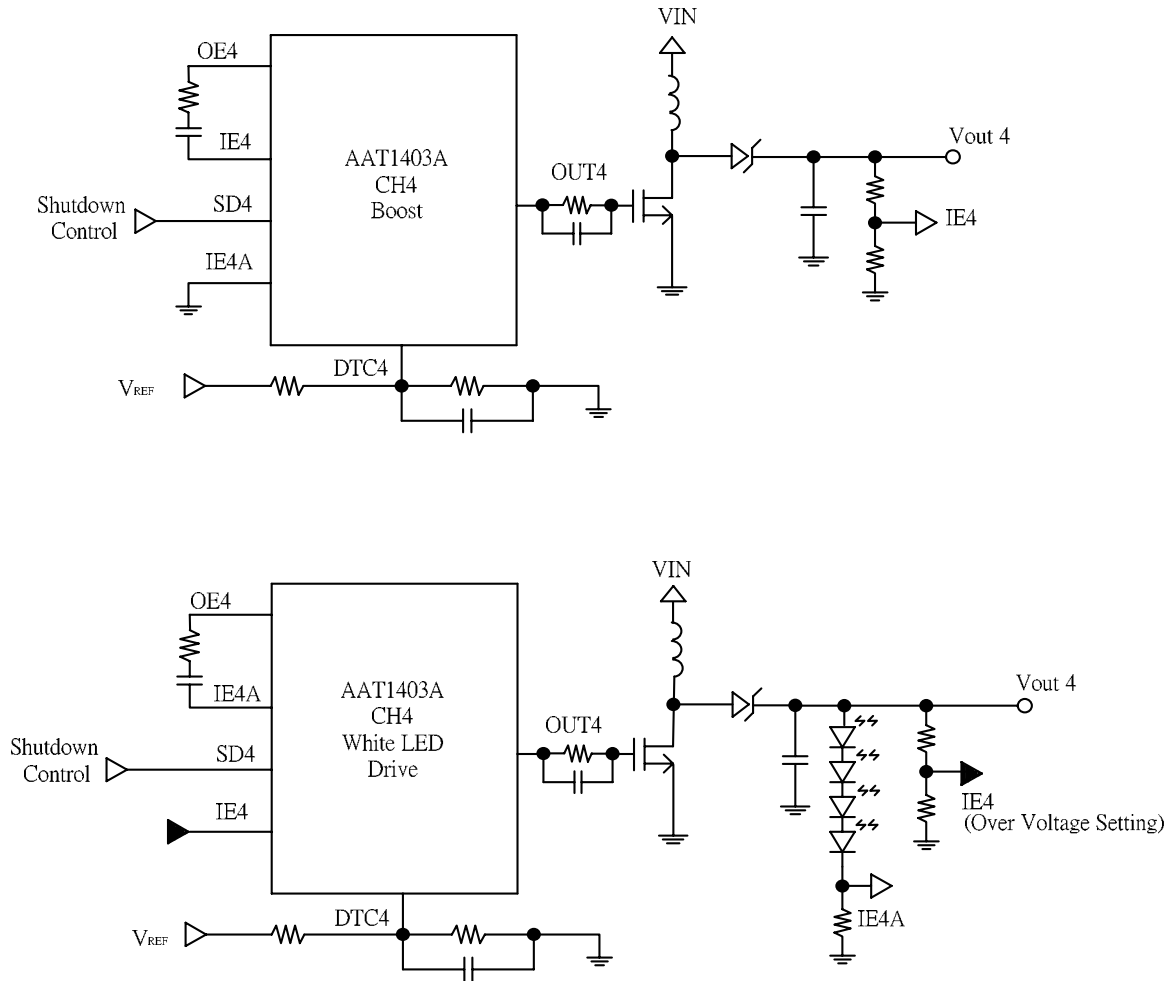 VIN
OE4
IE4
AAT1403A
CH4
Boost
OUT4
Vout 4
Shutdown
Control
SD4
IE4
IE4A
DTC4
VREF
VIN
OE4
IE4A
AAT1403A
CH4
White LED
Drive
OUT4
Vout 4
Shutdown
Control
SD4
IE4
IE4
(Over Voltage Setting)
IE4A
DTC4
VREF